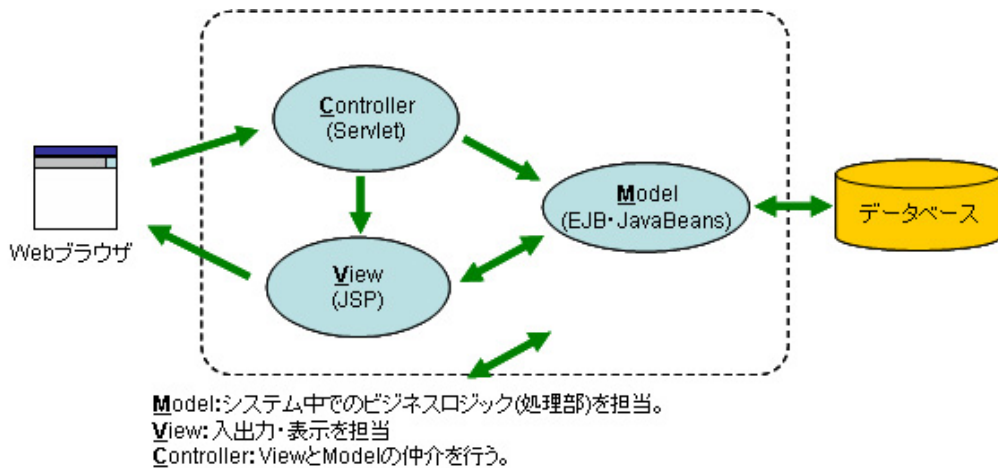 Controller
(Servlet)
Model
(EJB・JavaBeans)
データベース
Webブラウザ
View
(JSP)
Model:システム中でのビジネスロジック(処理部)を担当。
View:入出力・表示を担当
Controller:ViewとModelの仲介を行う。